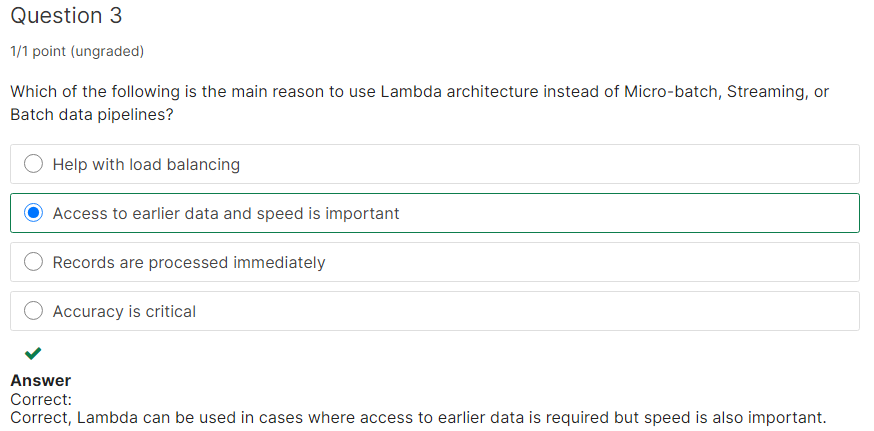 Question 3
1/1 point (ungraded)
Which of the following is the main reason to use Lambda architecture instead of Micro-batch, Streaming, or
Batch data pipelines?
Help with load balancing
Access to earlier data and speed is important
Records are processed immediately
Accuracy is critical
Answer
Correct:
Correct, Lambda can be used in cases where access to earlier data is required but speed is also important.